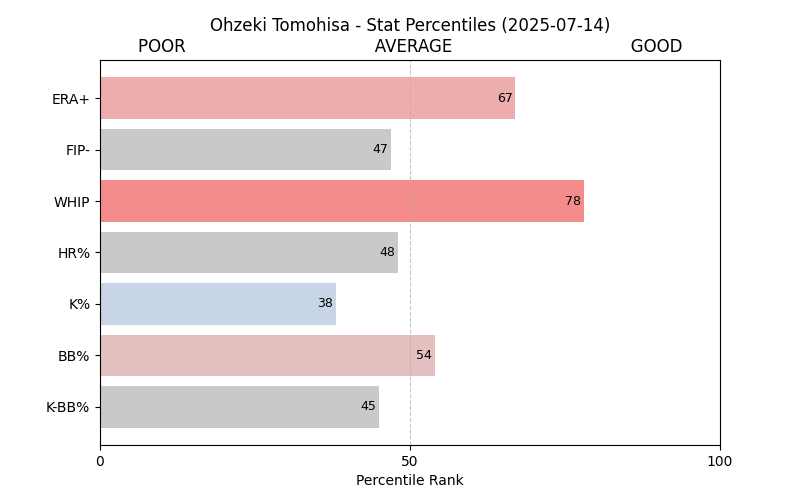 Ohzeki Tomohisa - Stat Percentiles (2025-07-14)
POOR AVERAGE GOOD
ERA+ 67
FIP- 47
WHIP 78
HR% 48
K% 38
BB% 54
K-BB% 45
0 50 100
Percentile Rank